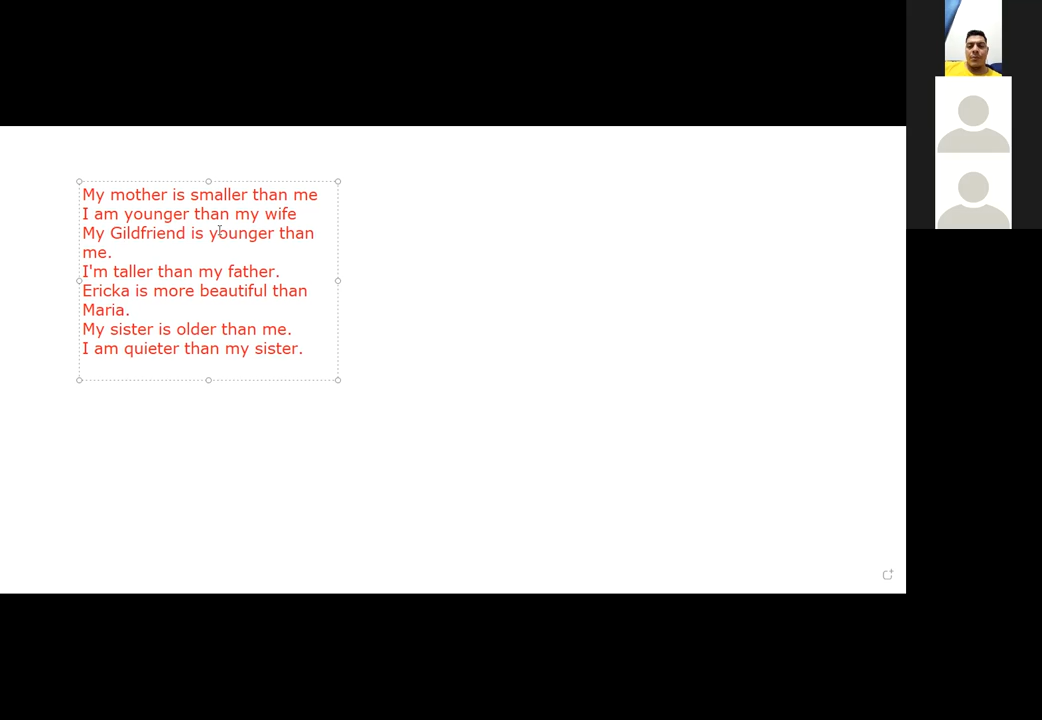 My mother is smaller than me
I am younger than my wife
My Gildfriend is younger than
me.
I'm taller than my father.
Ericka is more beautiful than
Maria.
My sister is older than me.
I am quieter than my sister.